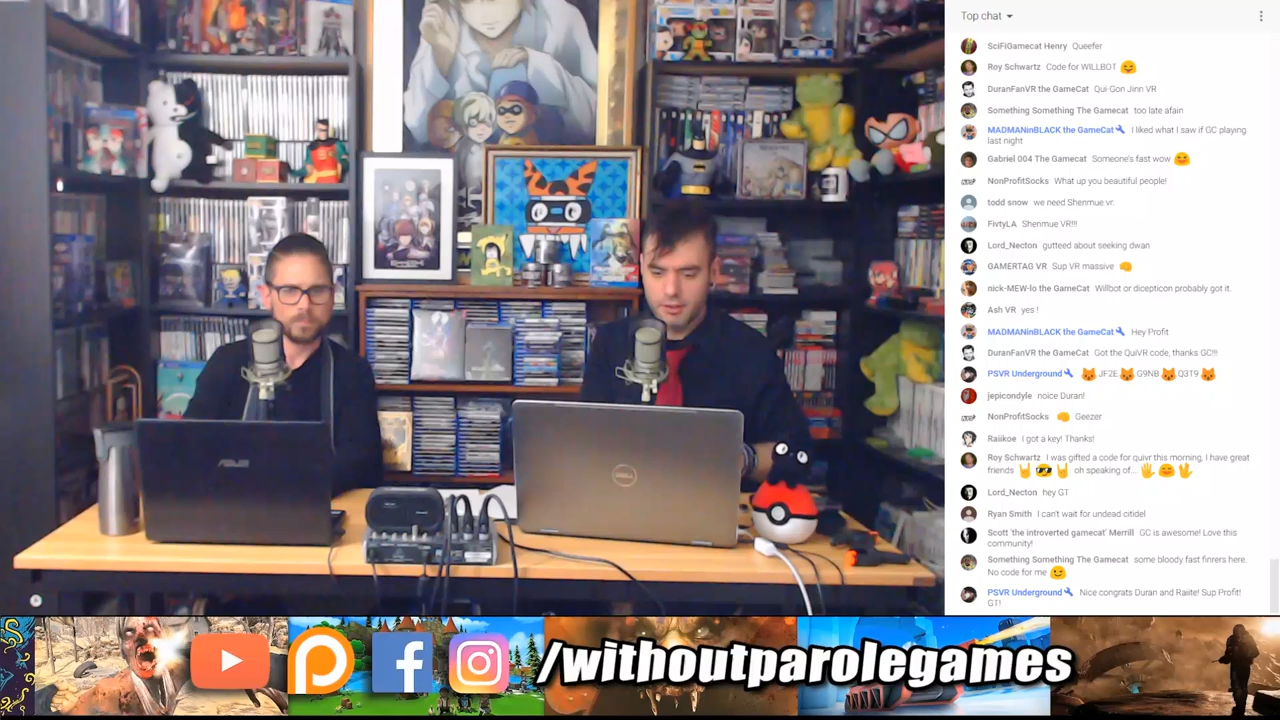 Top chat
SciFiGamecat Henry Queefer
Roy Schwartz Code for WILLBOT
DuranFanVR the GameCat Qui-Gon Jinn VR
Something Something The Gamecat too late afain
MADMANinBLACK the GameCat I liked what I saw if GC playing
last night
Gabriel 004 The Gamecat Someone's fast wow
NonProfitSocks What up you beautiful people!
todd snow we need Shenmue vr.
FivtyLA Shenmue VR!!!
Lord_Necton gutteed about seeking dwan
GAMERTAG VR Sup VR massive
nick-MEW-lo the GameCat Willbot or dicepticon probably got it.
Ash VR yes !
MADMANinBLACK the GameCat Hey Profit
DuranFanVR the GameCat Got the QuiVR code, thanks GC!!!
PSVR Underground JF2E G9NB Q3T9
jepicondyle noice Duran!
NonProfitSocks Geezer
Raiikoe I got a key! Thanks!
Roy Schwartz I was gifted a code for quivr this morning, I have great
friends oh speaking of...
Lord_Necton hey GT
Ryan Smith I can't wait for undead citidel
Scott 'the introverted gamecat' Merrill GC is awesome! Love this
community!
Something Something The Gamecat some bloody fast finrers here.
No code for me
PSVR Underground Nice congrats Duran and Raiite! Sup Profit!
GT!
DELL
/withoutparolegames